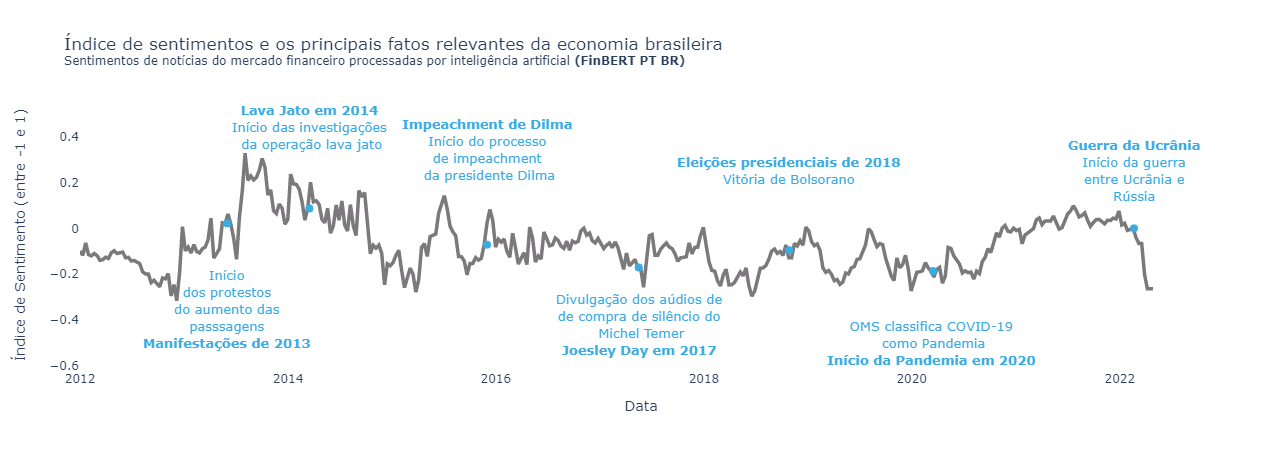 Índice de sentimentos e os principais fatos relevantes da economia brasileira
Sentimentos de notícias do mercado financeiro processadas por inteligência artificial (FinBERT PT BR)
Índice de Sentimento (entre -1 e 1)
0.4
0.2
0
−0.2
−0.4
−0.6
Lava Jato em 2014
Início das investigações
da operação lava jato
Impeachment de Dilma
Início do processo
de impeachment
da presidente Dilma
Eleições presidenciais de 2018
Vitória de Bolsorano
Guerra da Ucrânia
Início da guerra
entre Ucrânia e
Rússia
Início
dos protestos
do aumento das
passsagens
Manifestações de 2013
Divulgação dos aúdios de
de compra de silêncio do
Michel Temer
Joesley Day em 2017
OMS classifica COVID-19
como Pandemia
Início da Pandemia em 2020
2012
2014
2016
2018
2020
2022
Data